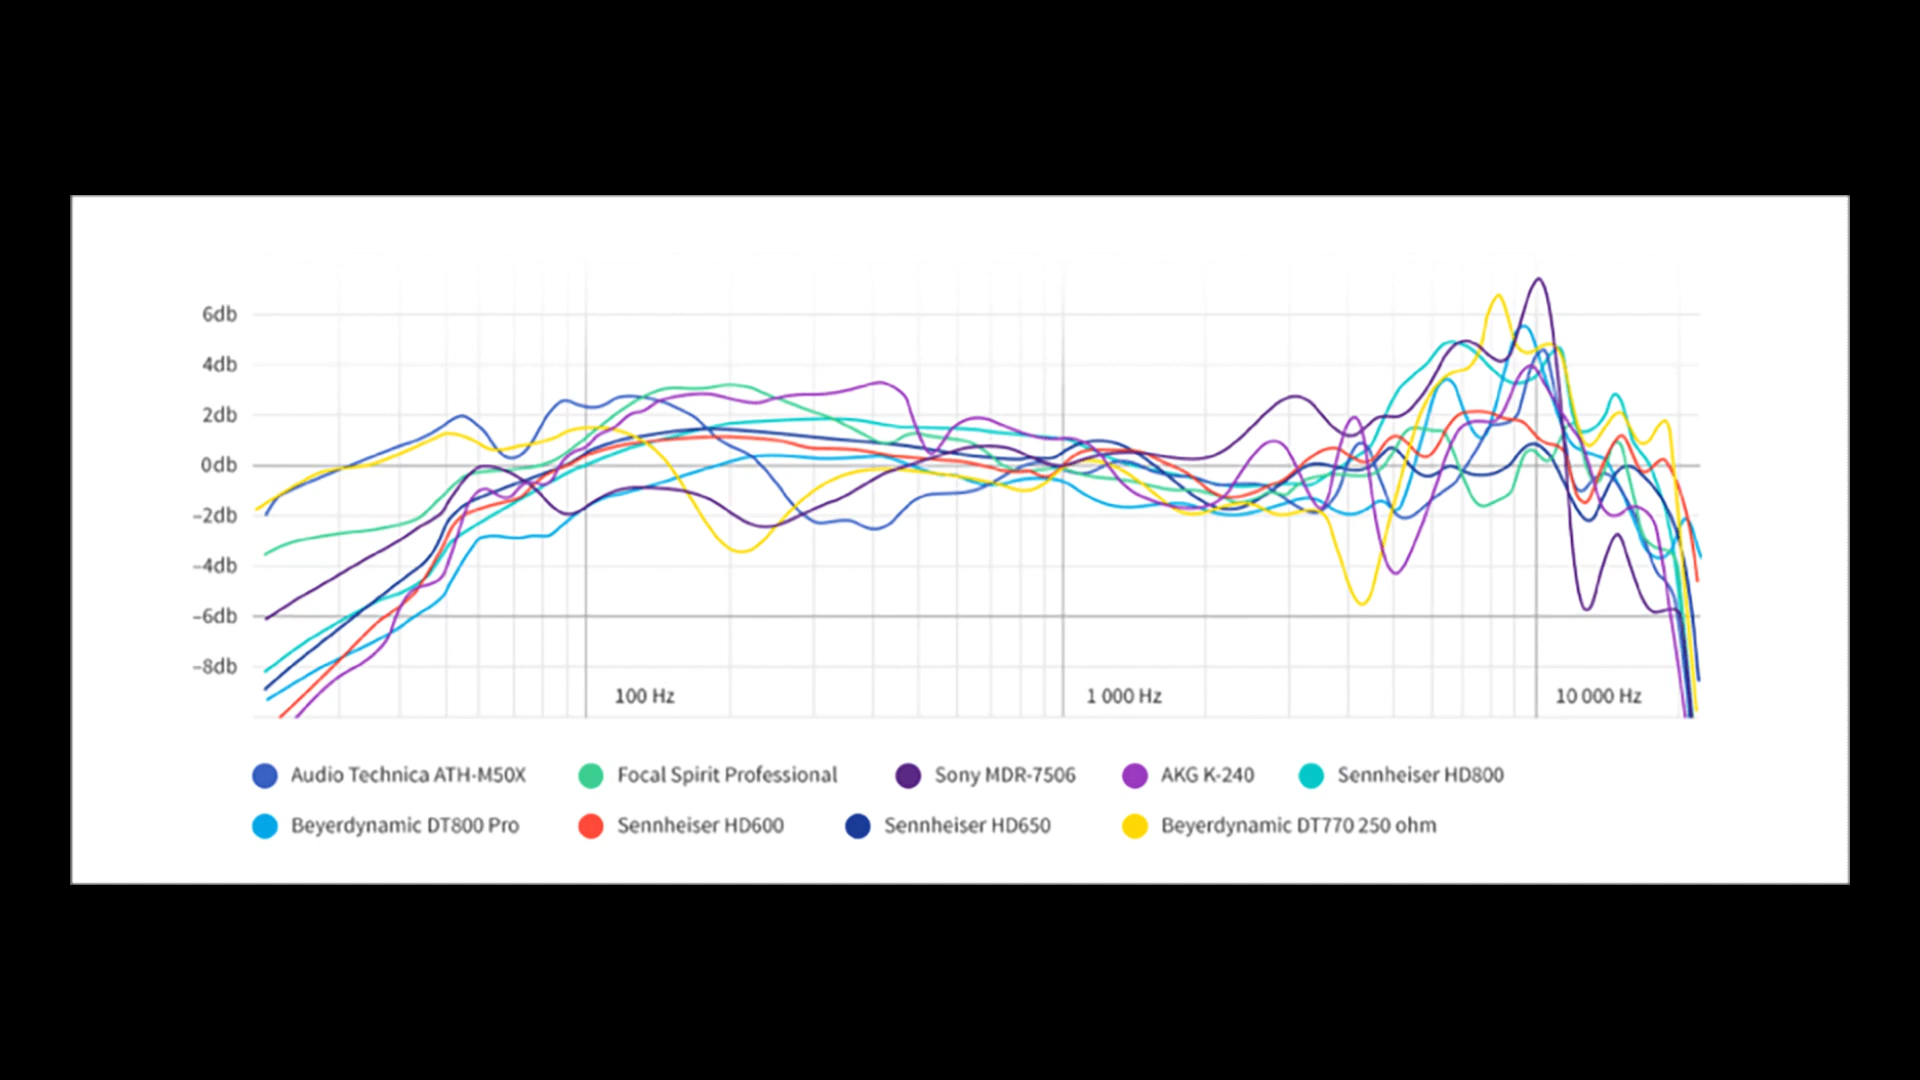 6db
4db
2db
0db
–2db
–4db
–6db
–8db
100 Hz 1 000 Hz 10 000 Hz
Audio Technica ATH-M50X Focal Spirit Professional Sony MDR-7506 AKG K-240 Sennheiser HD800
Beyerdynamic DT800 Pro Sennheiser HD600 Sennheiser HD650 Beyerdynamic DT770 250 ohm